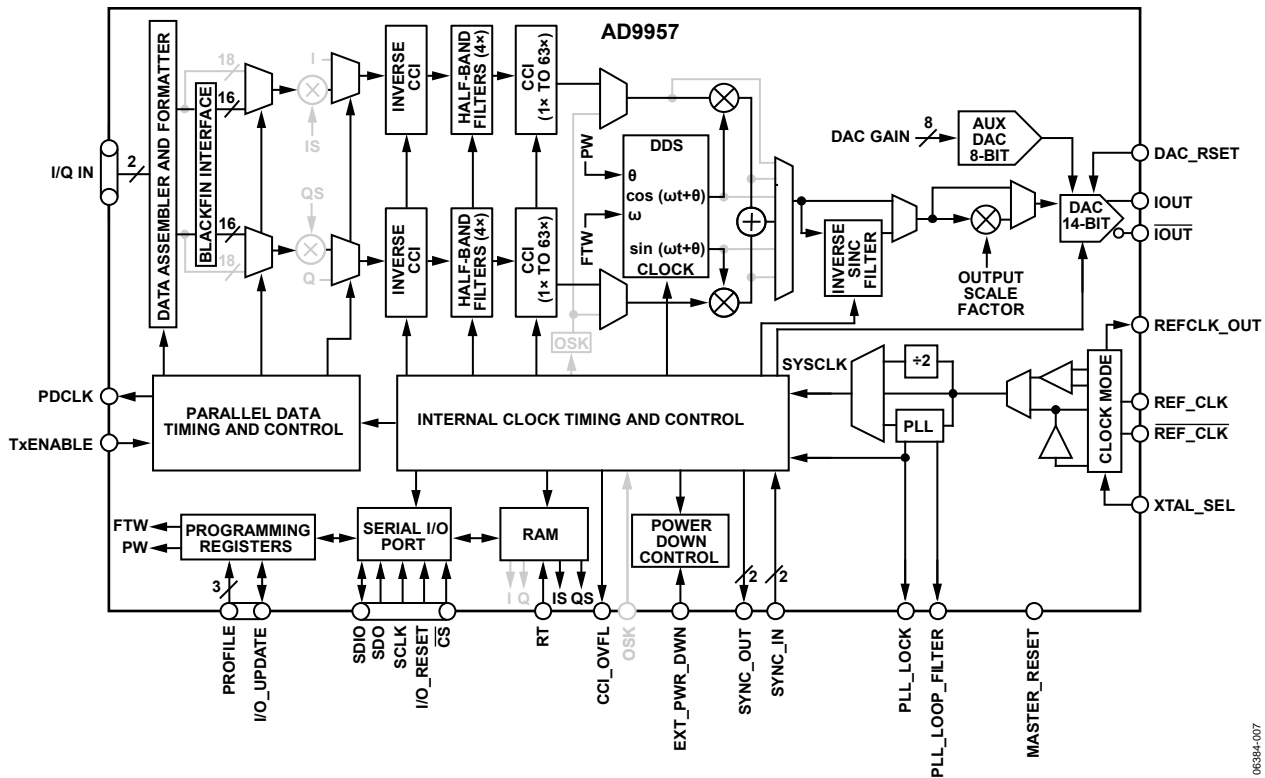 AD9957
DATA ASSEMBLER AND FORMATTER
BLACKFIN INTERFACE
18
16
IS
I
INVERSE
CCI
HALF-BAND
FILTERS (4×)
CCI
(1× TO 63×)
I/Q IN
2
QS
16
18
Q
INVERSE
CCI
HALF-BAND
FILTERS (4×)
CCI
(1× TO 63×)
OSK
PW
FTW
DDS
θ
cos (ωt+θ)
ω
sin (ωt+θ)
CLOCK
INVERSE
SINC
FILTER
OUTPUT
SCALE
FACTOR
DAC GAIN
8
AUX
DAC
8-BIT
DAC
14-BIT
DAC_RSET
IOUT
IOUT
REFCLK_OUT
REF_CLK
REF_CLK
XTAL_SEL
CLOCK MODE
SYSCLK
÷2
PLL
PDCLK
TxENABLE
PARALLEL DATA
TIMING AND CONTROL
INTERNAL CLOCK TIMING AND CONTROL
FTW
PW
PROGRAMMING
REGISTERS
SERIAL I/O
PORT
RAM
POWER
DOWN
CONTROL
I
Q
IS
QS
3
2
2
PROFILE
I/O_UPDATE
SDIO
SDO
SCLK
I/O_RESET
CS
RT
CCI_OVFL
OSK
EXT_PWR_DWN
SYNC_OUT
SYNC_IN
PLL_LOCK
PLL_LOOP_FILTER
MASTER_RESET
06384-007